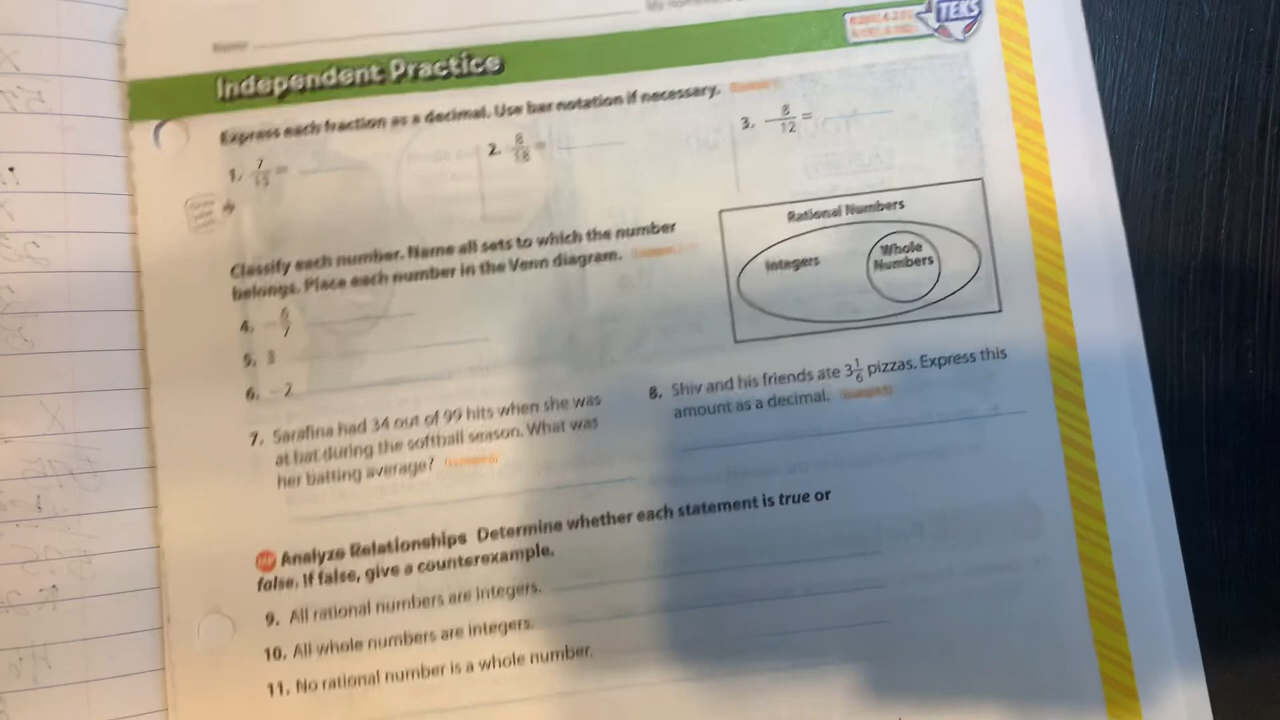 Name
Independent Practice
TEKS
Express each fraction as a decimal. Use bar notation if necessary.
1. 7/15 =
2. 8/18 =
3. −8/12 =
Classify each number. Name all sets to which the number
belongs. Place each number in the Venn diagram.
Rational Numbers
Integers
Whole
Numbers
4. −6/7
5. 3
6. −2
7. Sarafina had 34 out of 99 hits when she was
at bat during the softball season. What was
her batting average?
8. Shiv and his friends ate 3 1/6 pizzas. Express this
amount as a decimal.
MP Analyze Relationships Determine whether each statement is true or
false. If false, give a counterexample.
9. All rational numbers are integers.
10. All whole numbers are integers.
11. No rational number is a whole number.